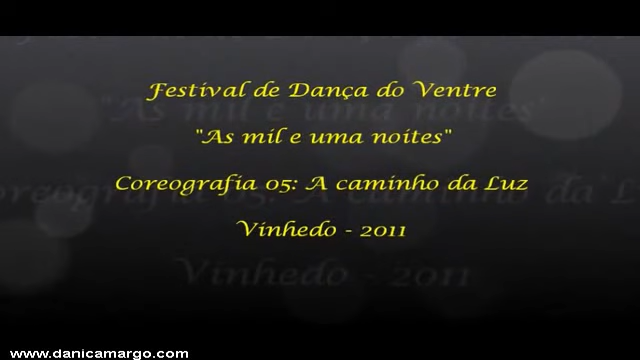 Festival de Dança do Ventre
"As mil e uma noites"
Coreografia 05: A caminho da Luz
Vinhedo - 2011
www.danicamargo.com